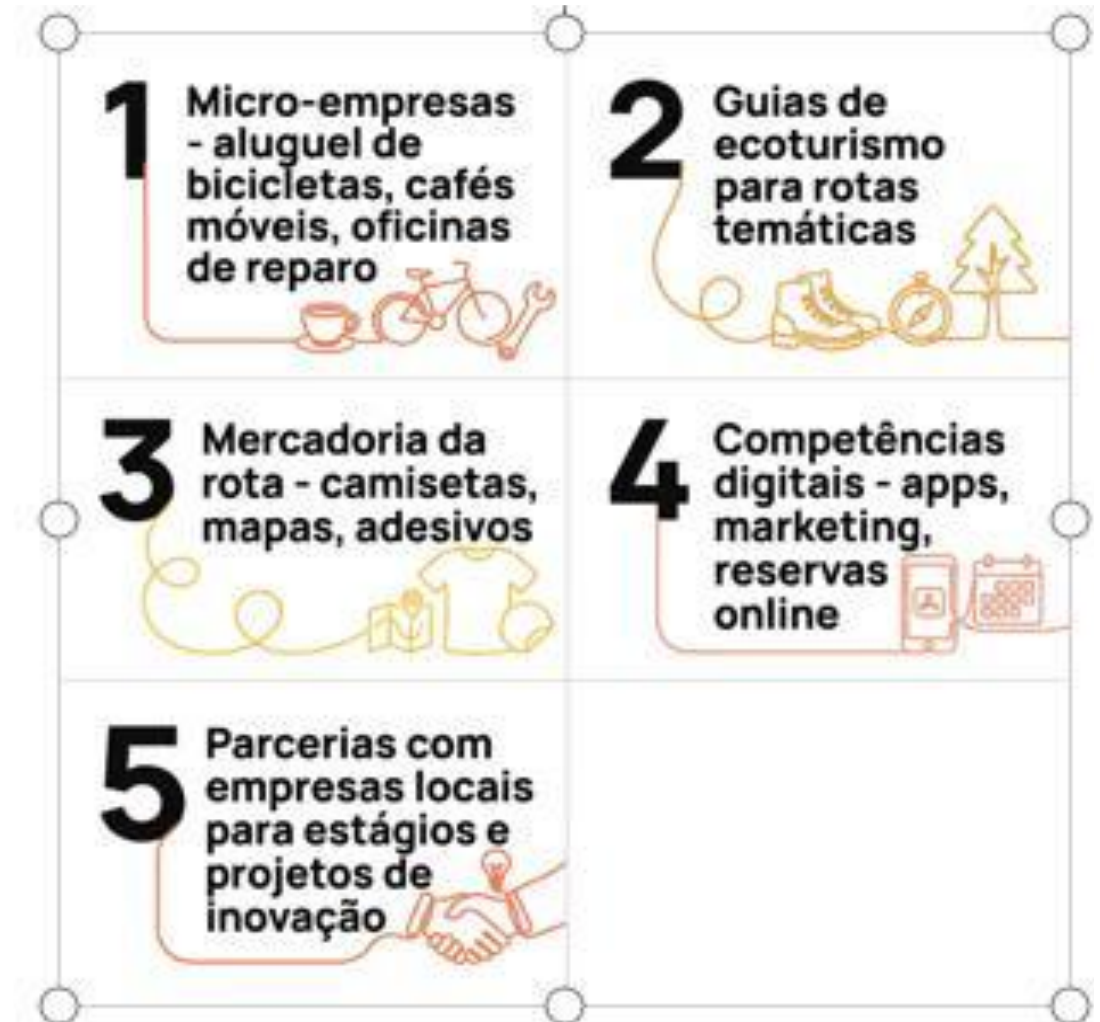 1
Micro-empresas
- aluguel de
bicicletas, cafés
móveis, oficinas
de reparo
2
Guias de
ecoturismo
para rotas
temáticas
3
Mercadoria da
rota - camisetas,
mapas, adesivos
4
Competências
digitais - apps,
marketing,
reservas
online
5
Parcerias com
empresas locais
para estágios e
projetos de
inovação